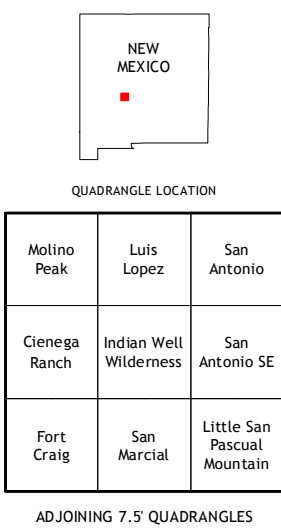 NEW
MEXICO
QUADRANGLE LOCATION
Molino
Peak
Luis
Lopez
San
Antonio
Cienega
Ranch
Indian Well
Wilderness
San
Antonio SE
Fort
Craig
San
Marcial
Little San
Pascual
Mountain
ADJOINING 7.5' QUADRANGLES